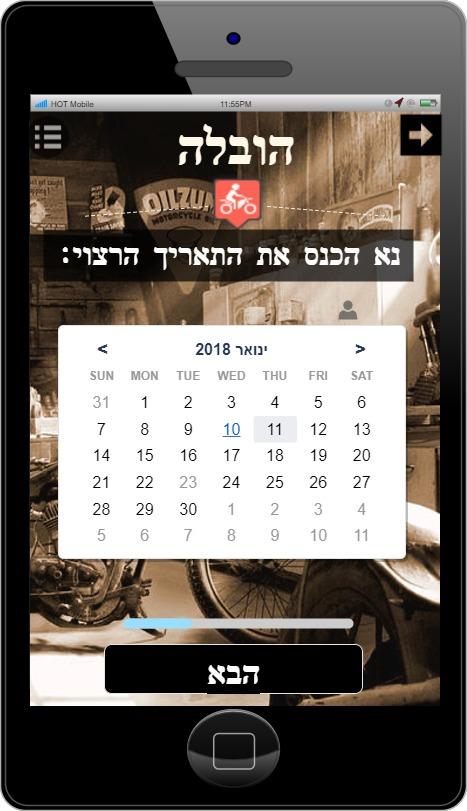 HOT Mobile 11:55PM
הובלה
OILZUM
MOTORCYCLE OIL
נא הכנס את התאריך הרצוי:
< ינואר 2018 >
SUN MON TUE WED THU FRI SAT
31 1 2 3 4 5 6
7 8 9 10 11 12 13
14 15 16 17 18 19 20
21 22 23 24 25 26 27
28 29 30 1 2 3 4
5 6 7 8 9 10 11
הבא